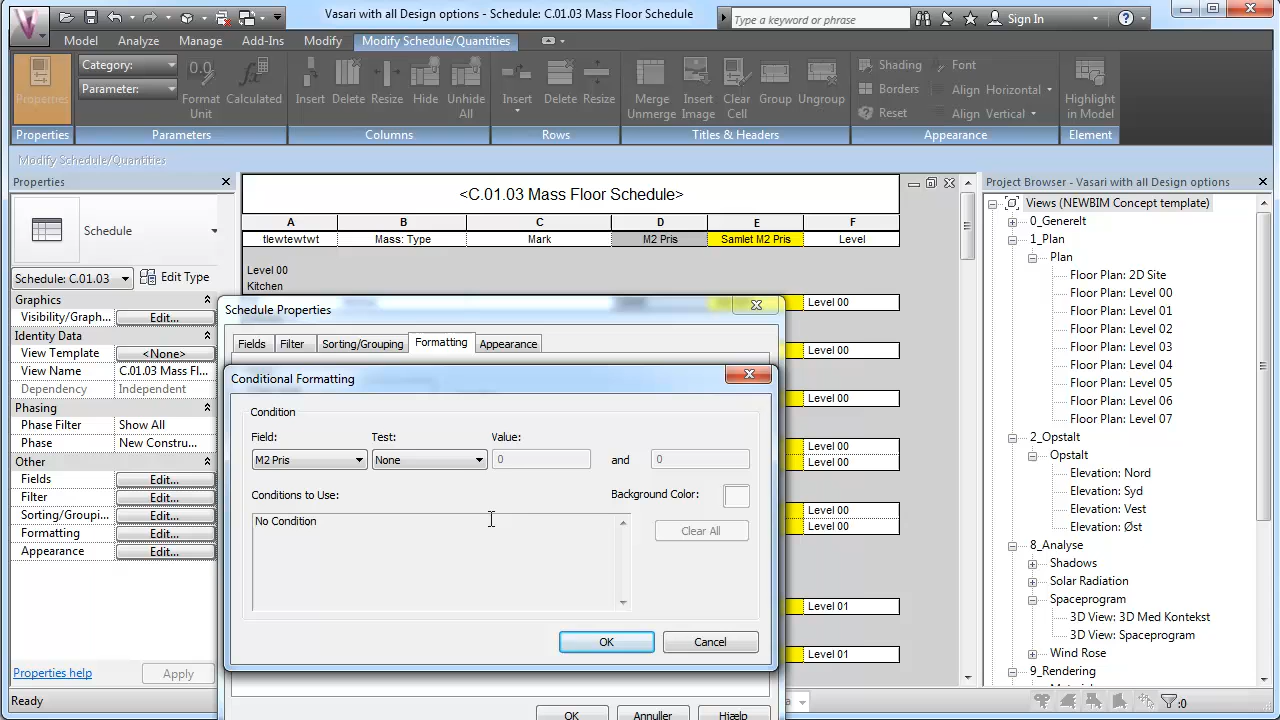 Vasari with all Design options - Schedule: C.01.03 Mass Floor Schedule
Type a keyword or phrase
Sign In
Model Analyze Manage Add-Ins Modify Modify Schedule/Quantities
Category:
Parameter:
Properties
Format Unit
Calculated
Insert
Delete
Resize
Hide
Unhide All
Insert
Delete
Resize
Merge Unmerge
Insert Image
Clear Cell
Group
Ungroup
Shading
Borders
Reset
Font
Align Horizontal
Align Vertical
Highlight in Model
Properties Parameters Columns Rows Titles & Headers Appearance Element
Modify Schedule/Quantities
Properties
Schedule
Schedule: C.01.03
Edit Type
Graphics
Visibility/Graph... Edit...
Identity Data
View Template <None>
View Name C.01.03 Mass Fl...
Dependency Independent
Phasing
Phase Filter Show All
Phase New Constru...
Other
Fields Edit...
Filter Edit...
Sorting/Groupi... Edit...
Formatting Edit...
Appearance Edit...
Properties help
Apply
Ready
<C.01.03 Mass Floor Schedule>
A B C D E F
tlewtewtwt Mass: Type Mark M2 Pris Samlet M2 Pris Level
Level 00
Kitchen
Level 00
Level 00
Level 00
Level 00
Level 00
Level 00
Level 00
Level 01
Level 01
Schedule Properties
Fields Filter Sorting/Grouping Formatting Appearance
Conditional Formatting
Condition
Field: Test: Value:
M2 Pris None 0 and 0
Conditions to Use:
Background Color:
No Condition
Clear All
OK Cancel
OK Annuller Hjælp
Project Browser - Vasari with all Design options
Views (NEWBIM Concept template)
0_Generelt
1_Plan
Plan
Floor Plan: 2D Site
Floor Plan: Level 00
Floor Plan: Level 01
Floor Plan: Level 02
Floor Plan: Level 03
Floor Plan: Level 04
Floor Plan: Level 05
Floor Plan: Level 06
Floor Plan: Level 07
2_Opstalt
Opstalt
Elevation: Nord
Elevation: Syd
Elevation: Vest
Elevation: Øst
8_Analyse
Shadows
Solar Radiation
Spaceprogram
3D View: 3D Med Kontekst
3D View: Spaceprogram
Wind Rose
9_Rendering
:0